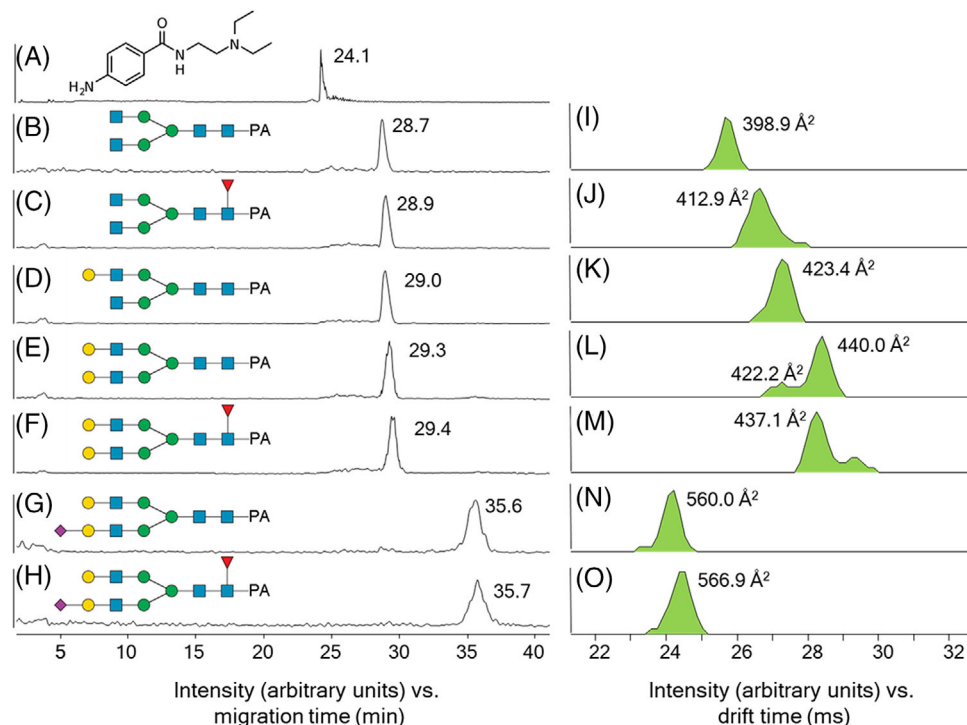 (A)
O
N
N
H
H₂N
24.1
(B)
PA
28.7
(C)
PA
28.9
(D)
PA
29.0
(E)
PA
29.3
(F)
PA
29.4
(G)
PA
35.6
(H)
PA
35.7
5 10 15 20 25 30 35 40
Intensity (arbitrary units) vs.
migration time (min)
(I)
398.9 Å²
(J)
412.9 Å²
(K)
423.4 Å²
(L)
440.0 Å²
422.2 Å²
(M)
437.1 Å²
(N)
560.0 Å²
(O)
566.9 Å²
22 24 26 28 30 32
Intensity (arbitrary units) vs.
drift time (ms)